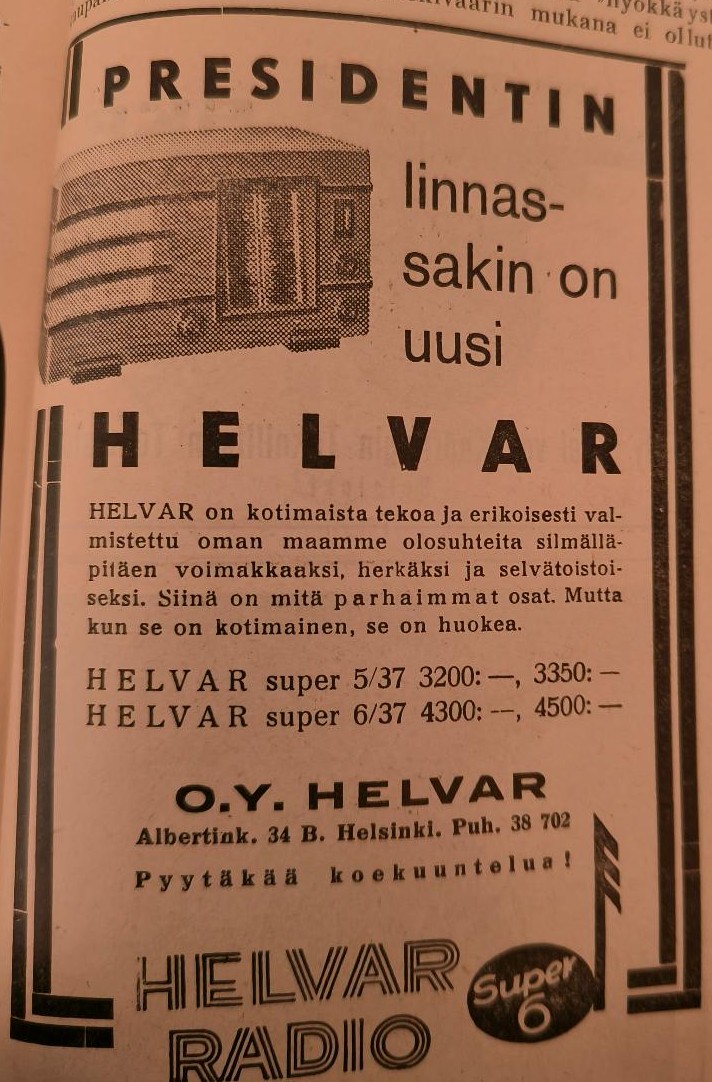 mukana ei ollut
PRESIDENTIN
linnas-
sakin on
uusi
HELVAR
HELVAR on kotimaista tekoa ja erikoisesti val-
mistettu oman maamme olosuhteita silmällä-
pitäen voimakkaaksi, herkäksi ja selvätoistoi-
seksi. Siinä on mitä parhaimmat osat. Mutta
kun se on kotimainen, se on huokea.
HELVAR super 5/37 3200: —, 3350: —
HELVAR super 6/37 4300: —, 4500: —
O.Y. HELVAR
Albertink. 34 B. Helsinki. Puh. 38 702
Pyytäkää koekuuntelua!
HELVAR
RADIO
Super
6